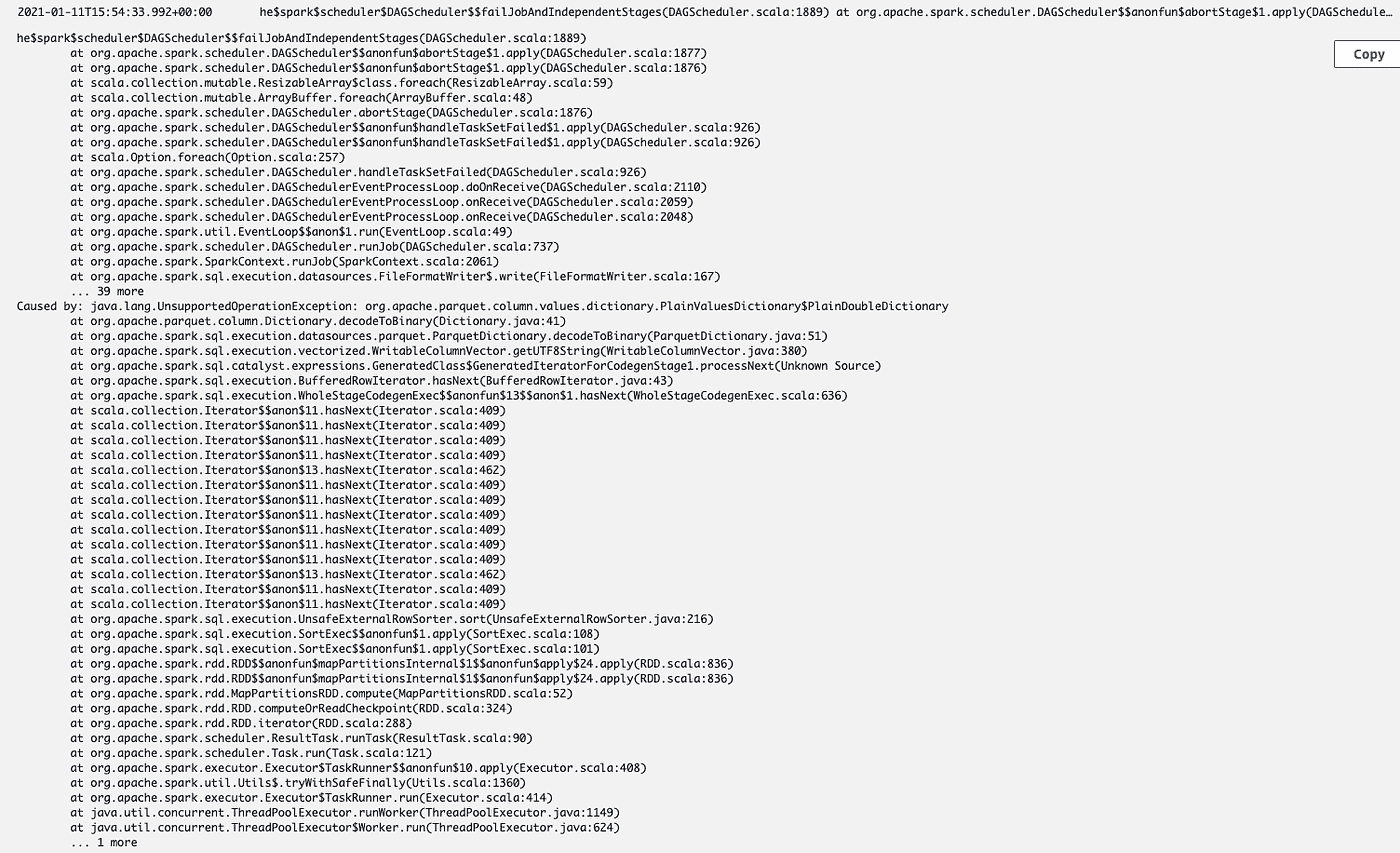 2021-01-11T15:54:33.99Z+00:00 he$spark$scheduler$DAGScheduler$$failJobAndIndependentStages(DAGScheduler.scala:1889) at org.apache.spark.scheduler.DAGScheduler$$anonfun$abortStage$1.apply(DAGSchedule…
he$spark$scheduler$DAGScheduler$$failJobAndIndependentStages(DAGScheduler.scala:1889)
Copy
at org.apache.spark.scheduler.DAGScheduler$$anonfun$abortStage$1.apply(DAGScheduler.scala:1877)
at org.apache.spark.scheduler.DAGScheduler$$anonfun$abortStage$1.apply(DAGScheduler.scala:1876)
at scala.collection.mutable.ResizableArray$class.foreach(ResizableArray.scala:59)
at scala.collection.mutable.ArrayBuffer.foreach(ArrayBuffer.scala:48)
at org.apache.spark.scheduler.DAGScheduler.abortStage(DAGScheduler.scala:1876)
at org.apache.spark.scheduler.DAGScheduler$$anonfun$handleTaskSetFailed$1.apply(DAGScheduler.scala:926)
at org.apache.spark.scheduler.DAGScheduler$$anonfun$handleTaskSetFailed$1.apply(DAGScheduler.scala:926)
at scala.Option.foreach(Option.scala:257)
at org.apache.spark.scheduler.DAGScheduler.handleTaskSetFailed(DAGScheduler.scala:926)
at org.apache.spark.scheduler.DAGSchedulerEventProcessLoop.doOnReceive(DAGScheduler.scala:2110)
at org.apache.spark.scheduler.DAGSchedulerEventProcessLoop.onReceive(DAGScheduler.scala:2059)
at org.apache.spark.scheduler.DAGSchedulerEventProcessLoop.onReceive(DAGScheduler.scala:2048)
at org.apache.spark.util.EventLoop$$anon$1.run(EventLoop.scala:49)
at org.apache.spark.scheduler.DAGScheduler.runJob(DAGScheduler.scala:737)
at org.apache.spark.SparkContext.runJob(SparkContext.scala:2061)
at org.apache.spark.sql.execution.datasources.FileFormatWriter$.write(FileFormatWriter.scala:167)
... 39 more
Caused by: java.lang.UnsupportedOperationException: org.apache.parquet.column.values.dictionary.PlainValuesDictionary$PlainDoubleDictionary
at org.apache.parquet.column.Dictionary.decodeToBinary(Dictionary.java:41)
at org.apache.spark.sql.execution.datasources.parquet.ParquetDictionary.decodeToBinary(ParquetDictionary.java:51)
at org.apache.spark.sql.execution.vectorized.WritableColumnVector.getUTF8String(WritableColumnVector.java:380)
at org.apache.spark.sql.catalyst.expressions.GeneratedClass$GeneratedIteratorForCodegenStage1.processNext(Unknown Source)
at org.apache.spark.sql.execution.BufferedRowIterator.hasNext(BufferedRowIterator.java:43)
at org.apache.spark.sql.execution.WholeStageCodegenExec$$anonfun$13$$anon$1.hasNext(WholeStageCodegenExec.scala:636)
at scala.collection.Iterator$$anon$11.hasNext(Iterator.scala:409)
at scala.collection.Iterator$$anon$11.hasNext(Iterator.scala:409)
at scala.collection.Iterator$$anon$11.hasNext(Iterator.scala:409)
at scala.collection.Iterator$$anon$11.hasNext(Iterator.scala:409)
at scala.collection.Iterator$$anon$13.hasNext(Iterator.scala:462)
at scala.collection.Iterator$$anon$11.hasNext(Iterator.scala:409)
at scala.collection.Iterator$$anon$11.hasNext(Iterator.scala:409)
at scala.collection.Iterator$$anon$11.hasNext(Iterator.scala:409)
at scala.collection.Iterator$$anon$11.hasNext(Iterator.scala:409)
at scala.collection.Iterator$$anon$11.hasNext(Iterator.scala:409)
at scala.collection.Iterator$$anon$11.hasNext(Iterator.scala:409)
at scala.collection.Iterator$$anon$13.hasNext(Iterator.scala:462)
at scala.collection.Iterator$$anon$11.hasNext(Iterator.scala:409)
at scala.collection.Iterator$$anon$11.hasNext(Iterator.scala:409)
at org.apache.spark.sql.execution.UnsafeExternalRowSorter.sort(UnsafeExternalRowSorter.java:216)
at org.apache.spark.sql.execution.SortExec$$anonfun$1.apply(SortExec.scala:108)
at org.apache.spark.sql.execution.SortExec$$anonfun$1.apply(SortExec.scala:101)
at org.apache.spark.rdd.RDD$$anonfun$mapPartitionsInternal$1$$anonfun$apply$24.apply(RDD.scala:836)
at org.apache.spark.rdd.RDD$$anonfun$mapPartitionsInternal$1$$anonfun$apply$24.apply(RDD.scala:836)
at org.apache.spark.rdd.MapPartitionsRDD.compute(MapPartitionsRDD.scala:52)
at org.apache.spark.rdd.RDD.computeOrReadCheckpoint(RDD.scala:324)
at org.apache.spark.rdd.RDD.iterator(RDD.scala:288)
at org.apache.spark.scheduler.ResultTask.runTask(ResultTask.scala:90)
at org.apache.spark.scheduler.Task.run(Task.scala:121)
at org.apache.spark.executor.Executor$TaskRunner$$anonfun$10.apply(Executor.scala:408)
at org.apache.spark.util.Utils$.tryWithSafeFinally(Utils.scala:1360)
at org.apache.spark.executor.Executor$TaskRunner.run(Executor.scala:414)
at java.util.concurrent.ThreadPoolExecutor.runWorker(ThreadPoolExecutor.java:1149)
at java.util.concurrent.ThreadPoolExecutor$Worker.run(ThreadPoolExecutor.java:624)
... 1 more